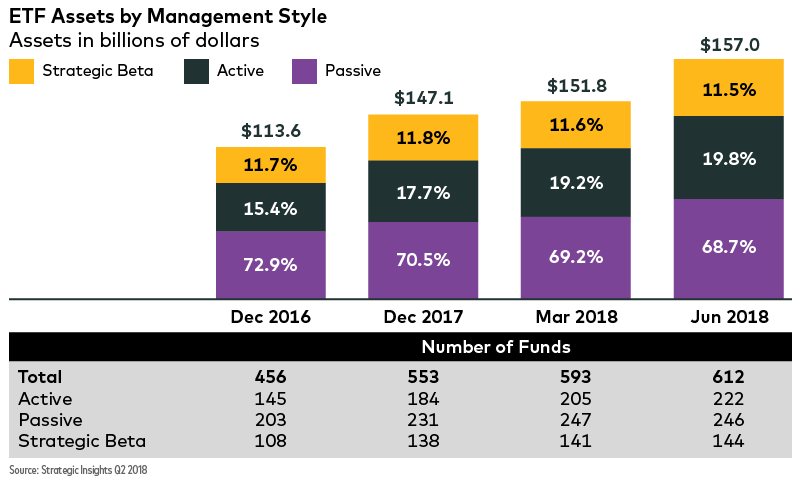 ETF Assets by Management Style
Assets in billions of dollars
Strategic Beta Active Passive
$113.6 $147.1 $151.8 $157.0
11.7% 11.8% 11.6% 11.5%
15.4% 17.7% 19.2% 19.8%
72.9% 70.5% 69.2% 68.7%
Dec 2016 Dec 2017 Mar 2018 Jun 2018
Number of Funds
Total 456 553 593 612
Active 145 184 205 222
Passive 203 231 247 246
Strategic Beta 108 138 141 144
Source: Strategic Insights Q2 2018